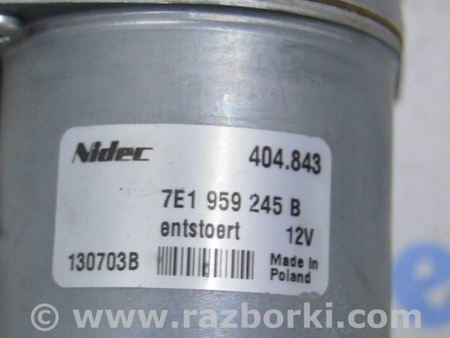 Nidec 404.843
7E1 959 245 B
entstoert 12V
130703B Made in
Poland
© www.razborki.com